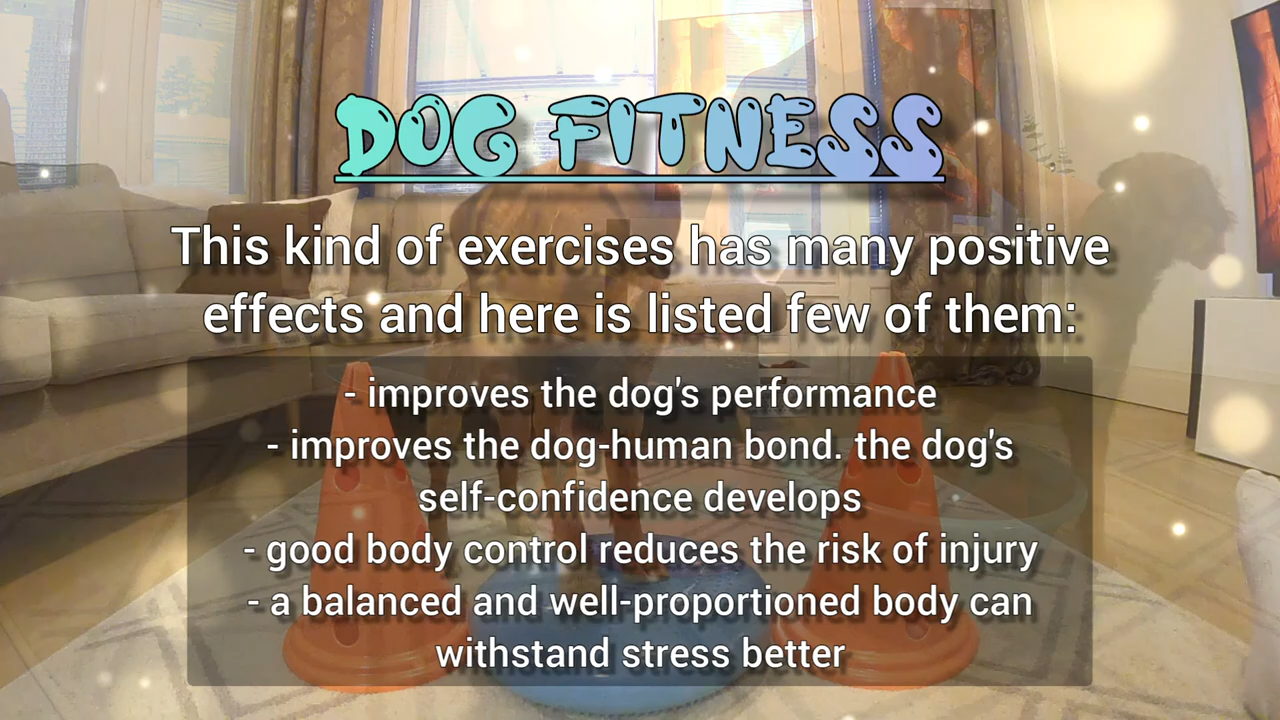 DOG FITNESS
This kind of exercises has many positive
effects and here is listed few of them:
- improves the dog's performance
- improves the dog-human bond. the dog's
self-confidence develops
- good body control reduces the risk of injury
- a balanced and well-proportioned body can
withstand stress better